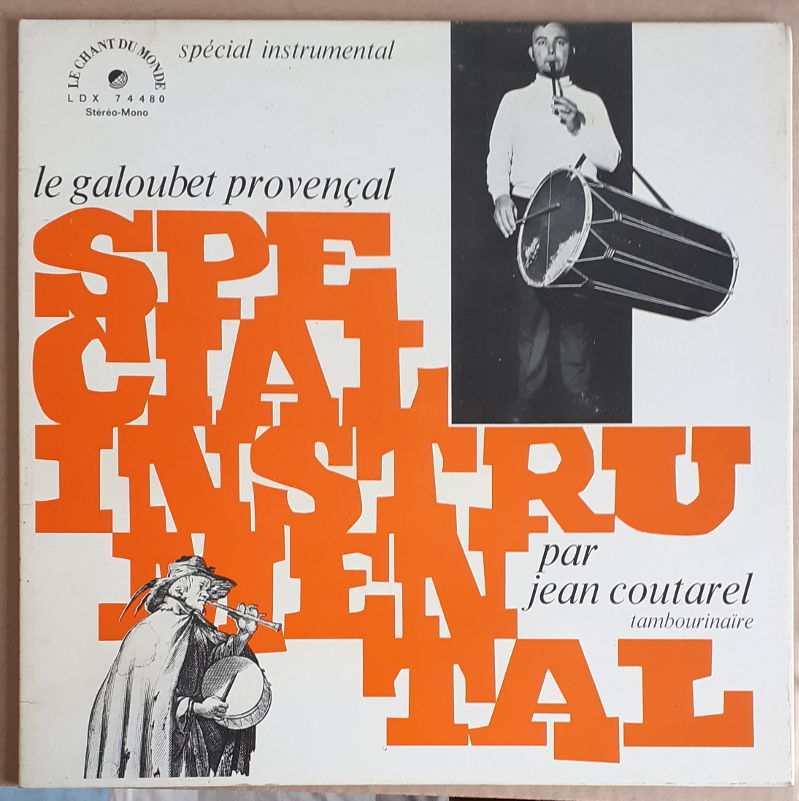 LE CHANT DU MONDE
LDX 74480
Stéréo-Mono
spécial instrumental
le galoubet provençal
SPE
CIAL
INSTRU
MEN
TAL
par
jean coutarel
tambourinaïre